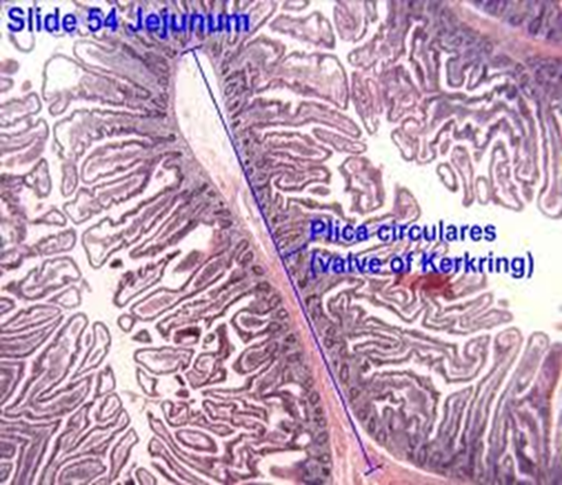 Slide 54 Jejunum
Plica circulares
(valve of Kerkring)